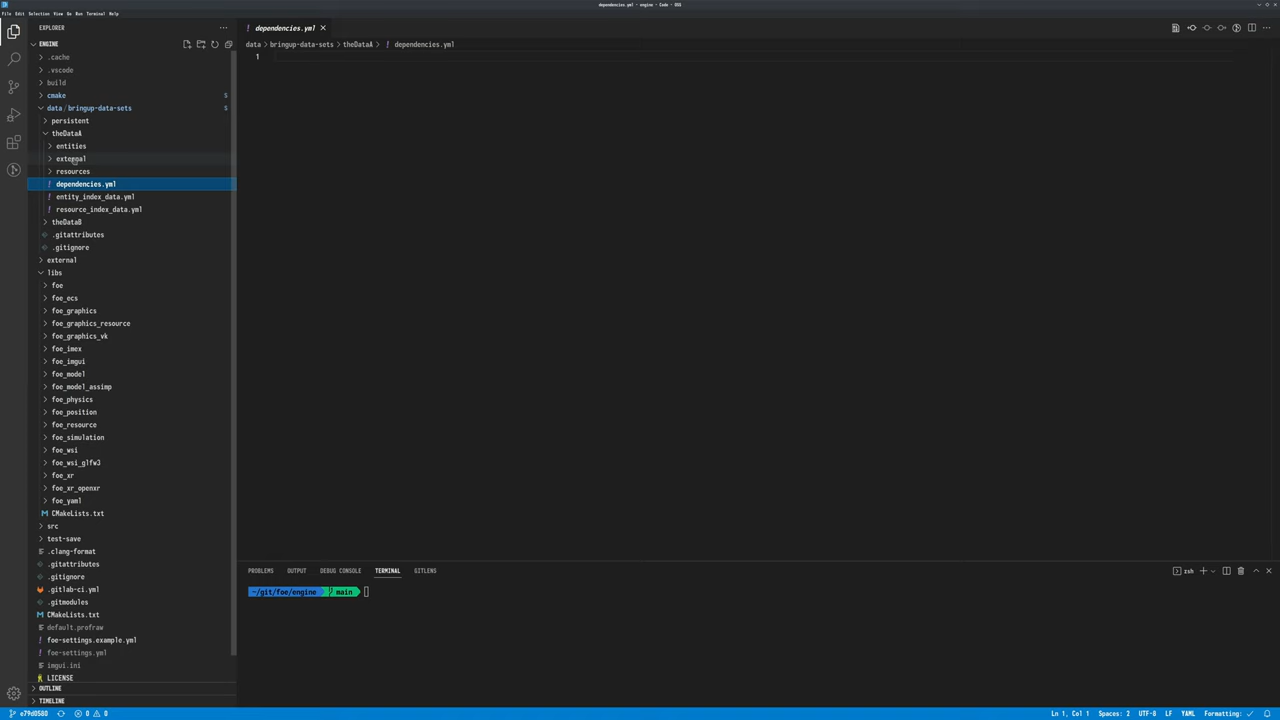 dependencies.yml - engine - Code - OSS
File Edit Selection View Go Run Terminal Help
EXPLORER
ENGINE
.cache
.vscode
build
cmake S
data / bringup-data-sets S
persistent
theDataA
entities
external
resources
dependencies.yml
entity_index_data.yml
resource_index_data.yml
theDataB
.gitattributes
.gitignore
external
libs
foe
foe_ecs
foe_graphics
foe_graphics_resource
foe_graphics_vk
foe_imex
foe_imgui
foe_model
foe_model_assimp
foe_physics
foe_position
foe_resource
foe_simulation
foe_wsi
foe_wsi_glfw3
foe_xr
foe_xr_openxr
foe_yaml
CMakeLists.txt
src
test-save
.clang-format
.gitattributes
.gitignore
.gitlab-ci.yml
.gitmodules
CMakeLists.txt
default.profraw
foe-settings.example.yml
foe-settings.yml
imgui.ini
LICENSE
OUTLINE
TIMELINE
dependencies.yml
data > bringup-data-sets > theDataA > dependencies.yml
1
PROBLEMS OUTPUT DEBUG CONSOLE TERMINAL GITLENS
zsh
~/git/foe/engine main
e79d0580 0 0 Ln 1, Col 1 Spaces: 2 UTF-8 LF YAML Formatting: ✓